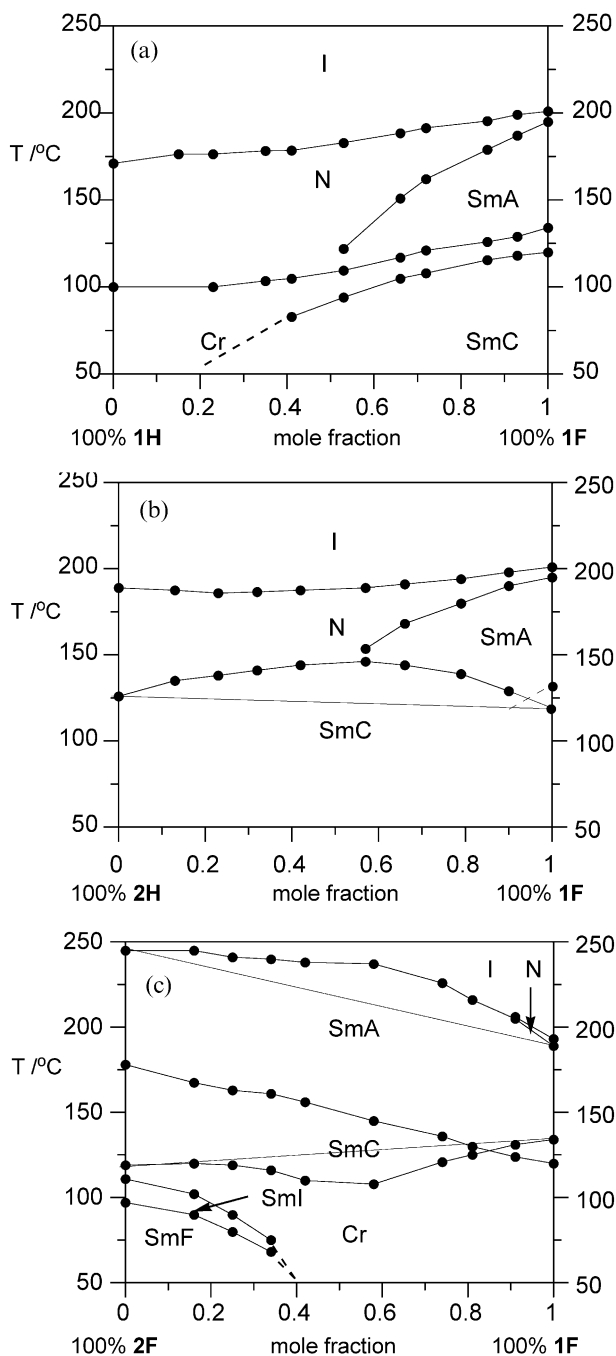 250 250
(a)
I
200 200
T /°C
N
150 SmA 150
100 100
Cr SmC
50 50
0 0.2 0.4 0.6 0.8 1
100% 1H mole fraction 100% 1F
250 250
(b)
I
200 200
T /°C
N
SmA
150 150
SmC
100 100
50 50
0 0.2 0.4 0.6 0.8 1
100% 2H mole fraction 100% 1F
250 250
(c) I N
SmA
200 200
T /°C
150 150
SmC
100 SmI 100
SmF Cr
50 50
0 0.2 0.4 0.6 0.8 1
100% 2F mole fraction 100% 1F